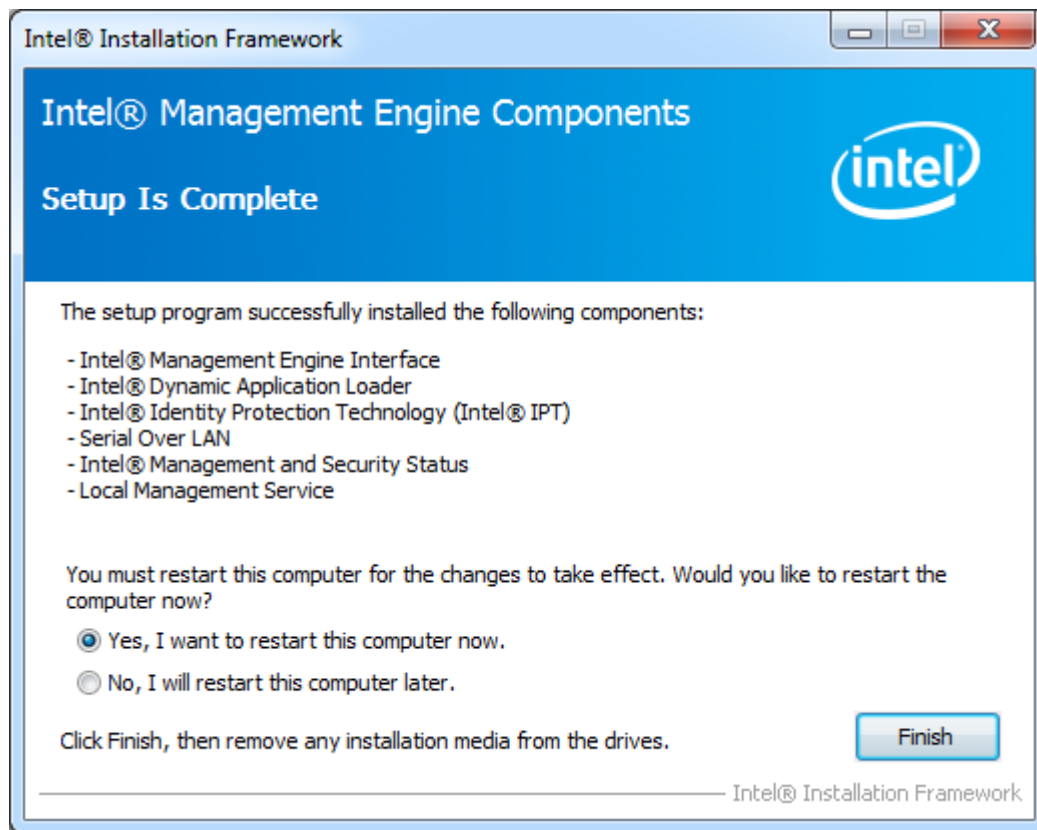 Intel® Installation Framework
Intel® Management Engine Components
intel
Setup Is Complete
The setup program successfully installed the following components:
- Intel® Management Engine Interface
- Intel® Dynamic Application Loader
- Intel® Identity Protection Technology (Intel® IPT)
- Serial Over LAN
- Intel® Management and Security Status
- Local Management Service
You must restart this computer for the changes to take effect. Would you like to restart the
computer now?
Yes, I want to restart this computer now.
No, I will restart this computer later.
Click Finish, then remove any installation media from the drives.
Finish
Intel® Installation Framework